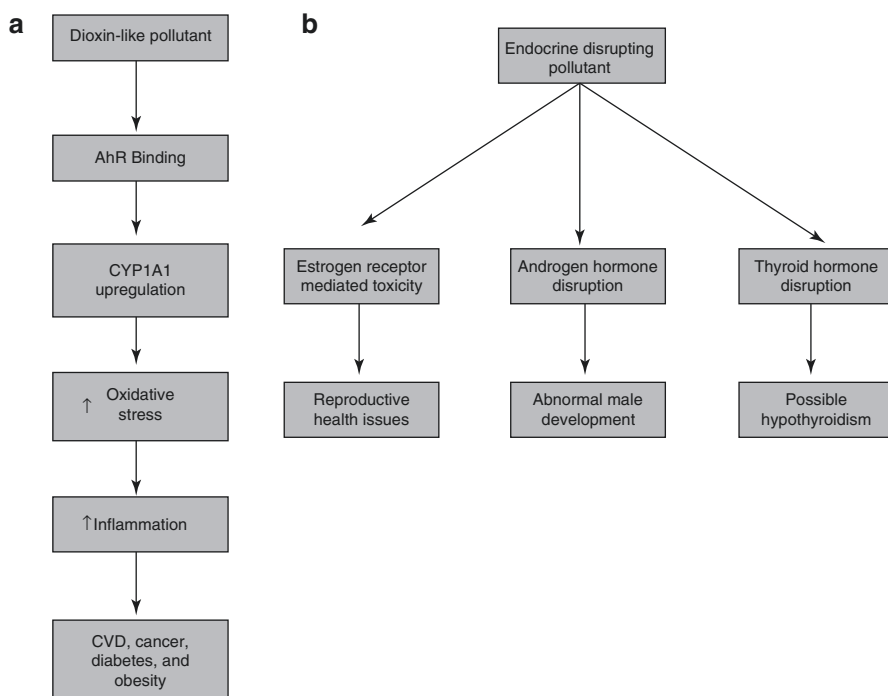 a
Dioxin-like pollutant
AhR Binding
CYP1A1
upregulation
↑ Oxidative
stress
↑Inflammation
CVD, cancer,
diabetes, and
obesity
b
Endocrine disrupting
pollutant
Estrogen receptor
mediated toxicity
Androgen hormone
disruption
Thyroid hormone
disruption
Reproductive
health issues
Abnormal male
development
Possible
hypothyroidism